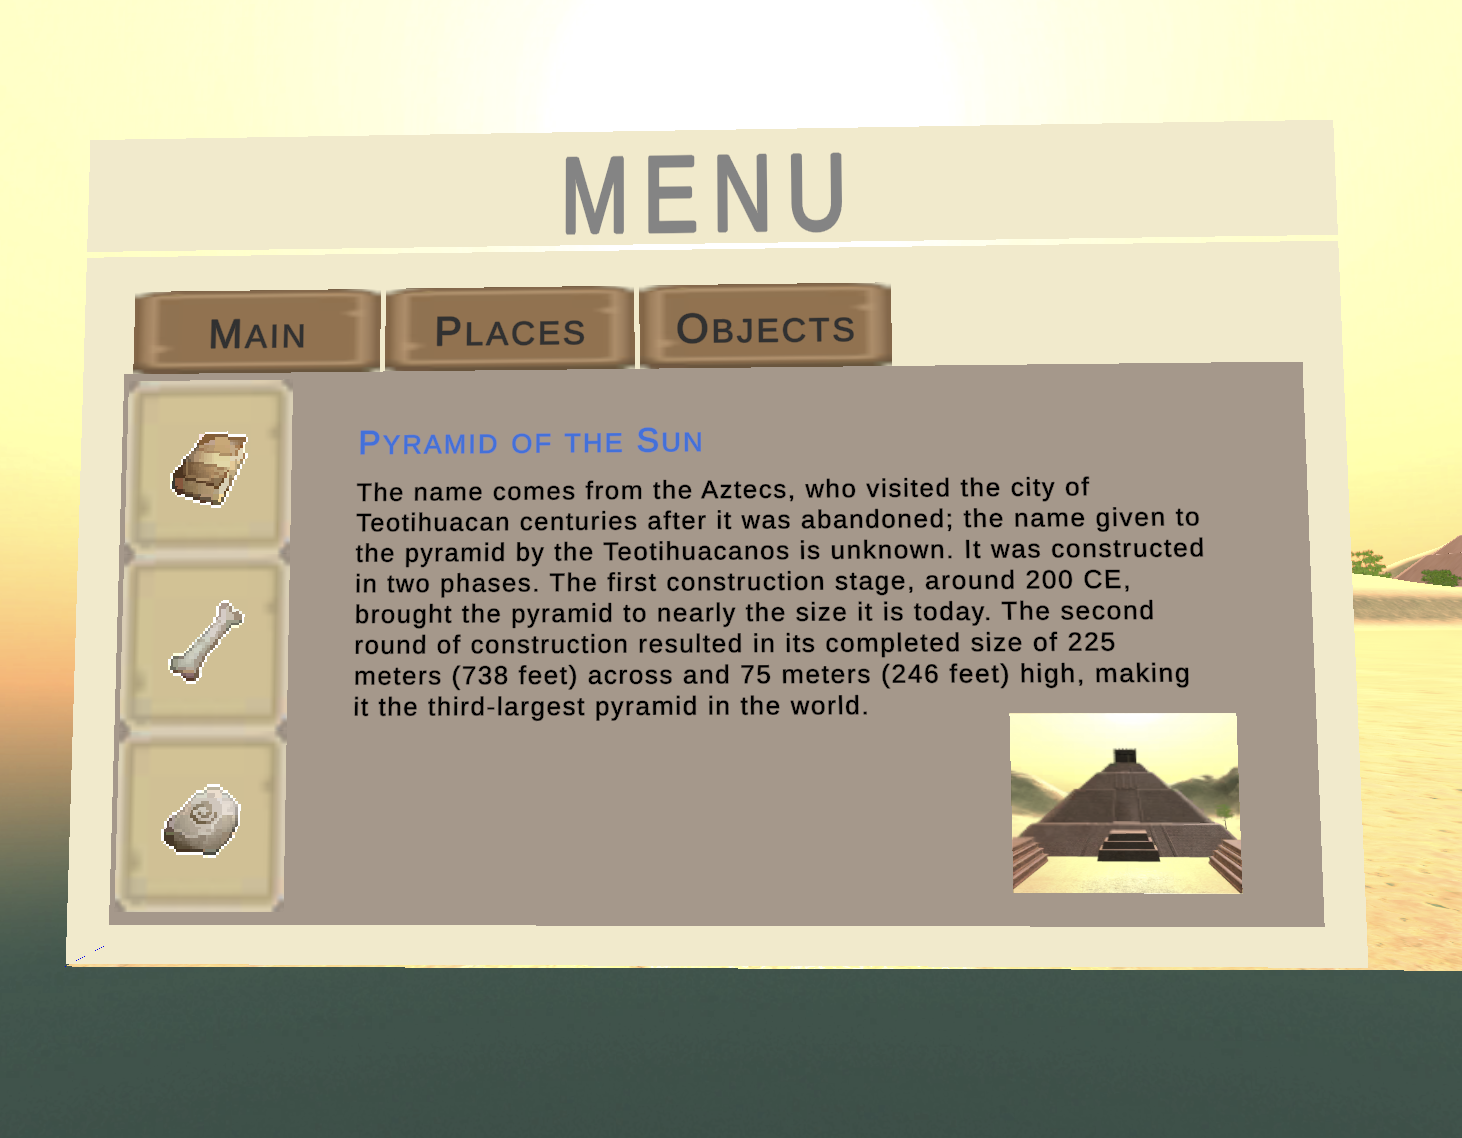 MENU
MAIN
PLACES
OBJECTS
PYRAMID OF THE SUN
The name comes from the Aztecs, who visited the city of
Teotihuacan centuries after it was abandoned; the name given to
the pyramid by the Teotihuacanos is unknown. It was constructed
in two phases. The first construction stage, around 200 CE,
brought the pyramid to nearly the size it is today. The second
round of construction resulted in its completed size of 225
meters (738 feet) across and 75 meters (246 feet) high, making
it the third-largest pyramid in the world.